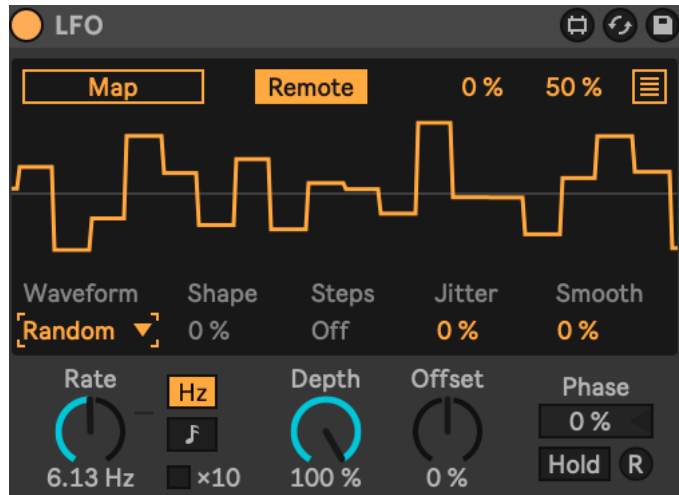 LFO
Map Remote 0 % 50 %
Waveform Shape Steps Jitter Smooth
Random 0 % Off 0 % 0 %
Rate Hz Depth Offset Phase
0 %
6.13 Hz ×10 100 % 0 % Hold R